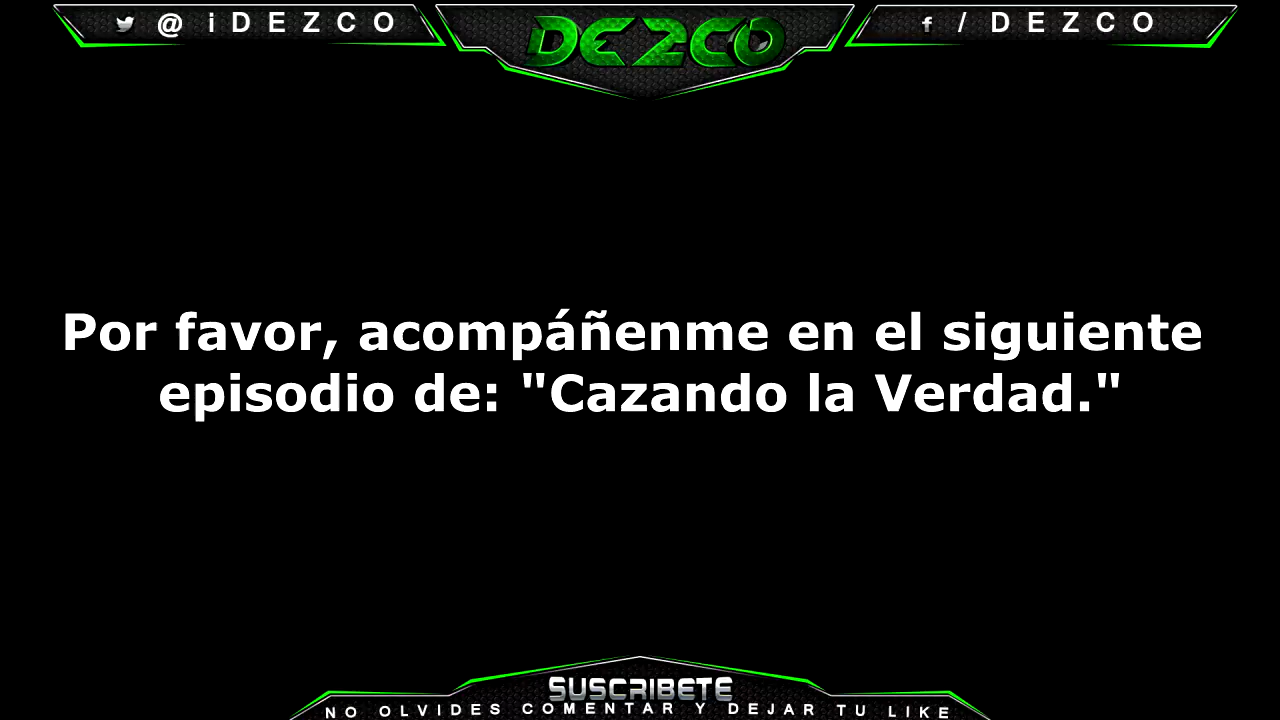 @iDEZCO
DEZCO
/DEZCO
Por favor, acompáñenme en el siguiente
episodio de: "Cazando la Verdad."
SUSCRIBETE
NO OLVIDES COMENTAR Y DEJAR TU LIKE